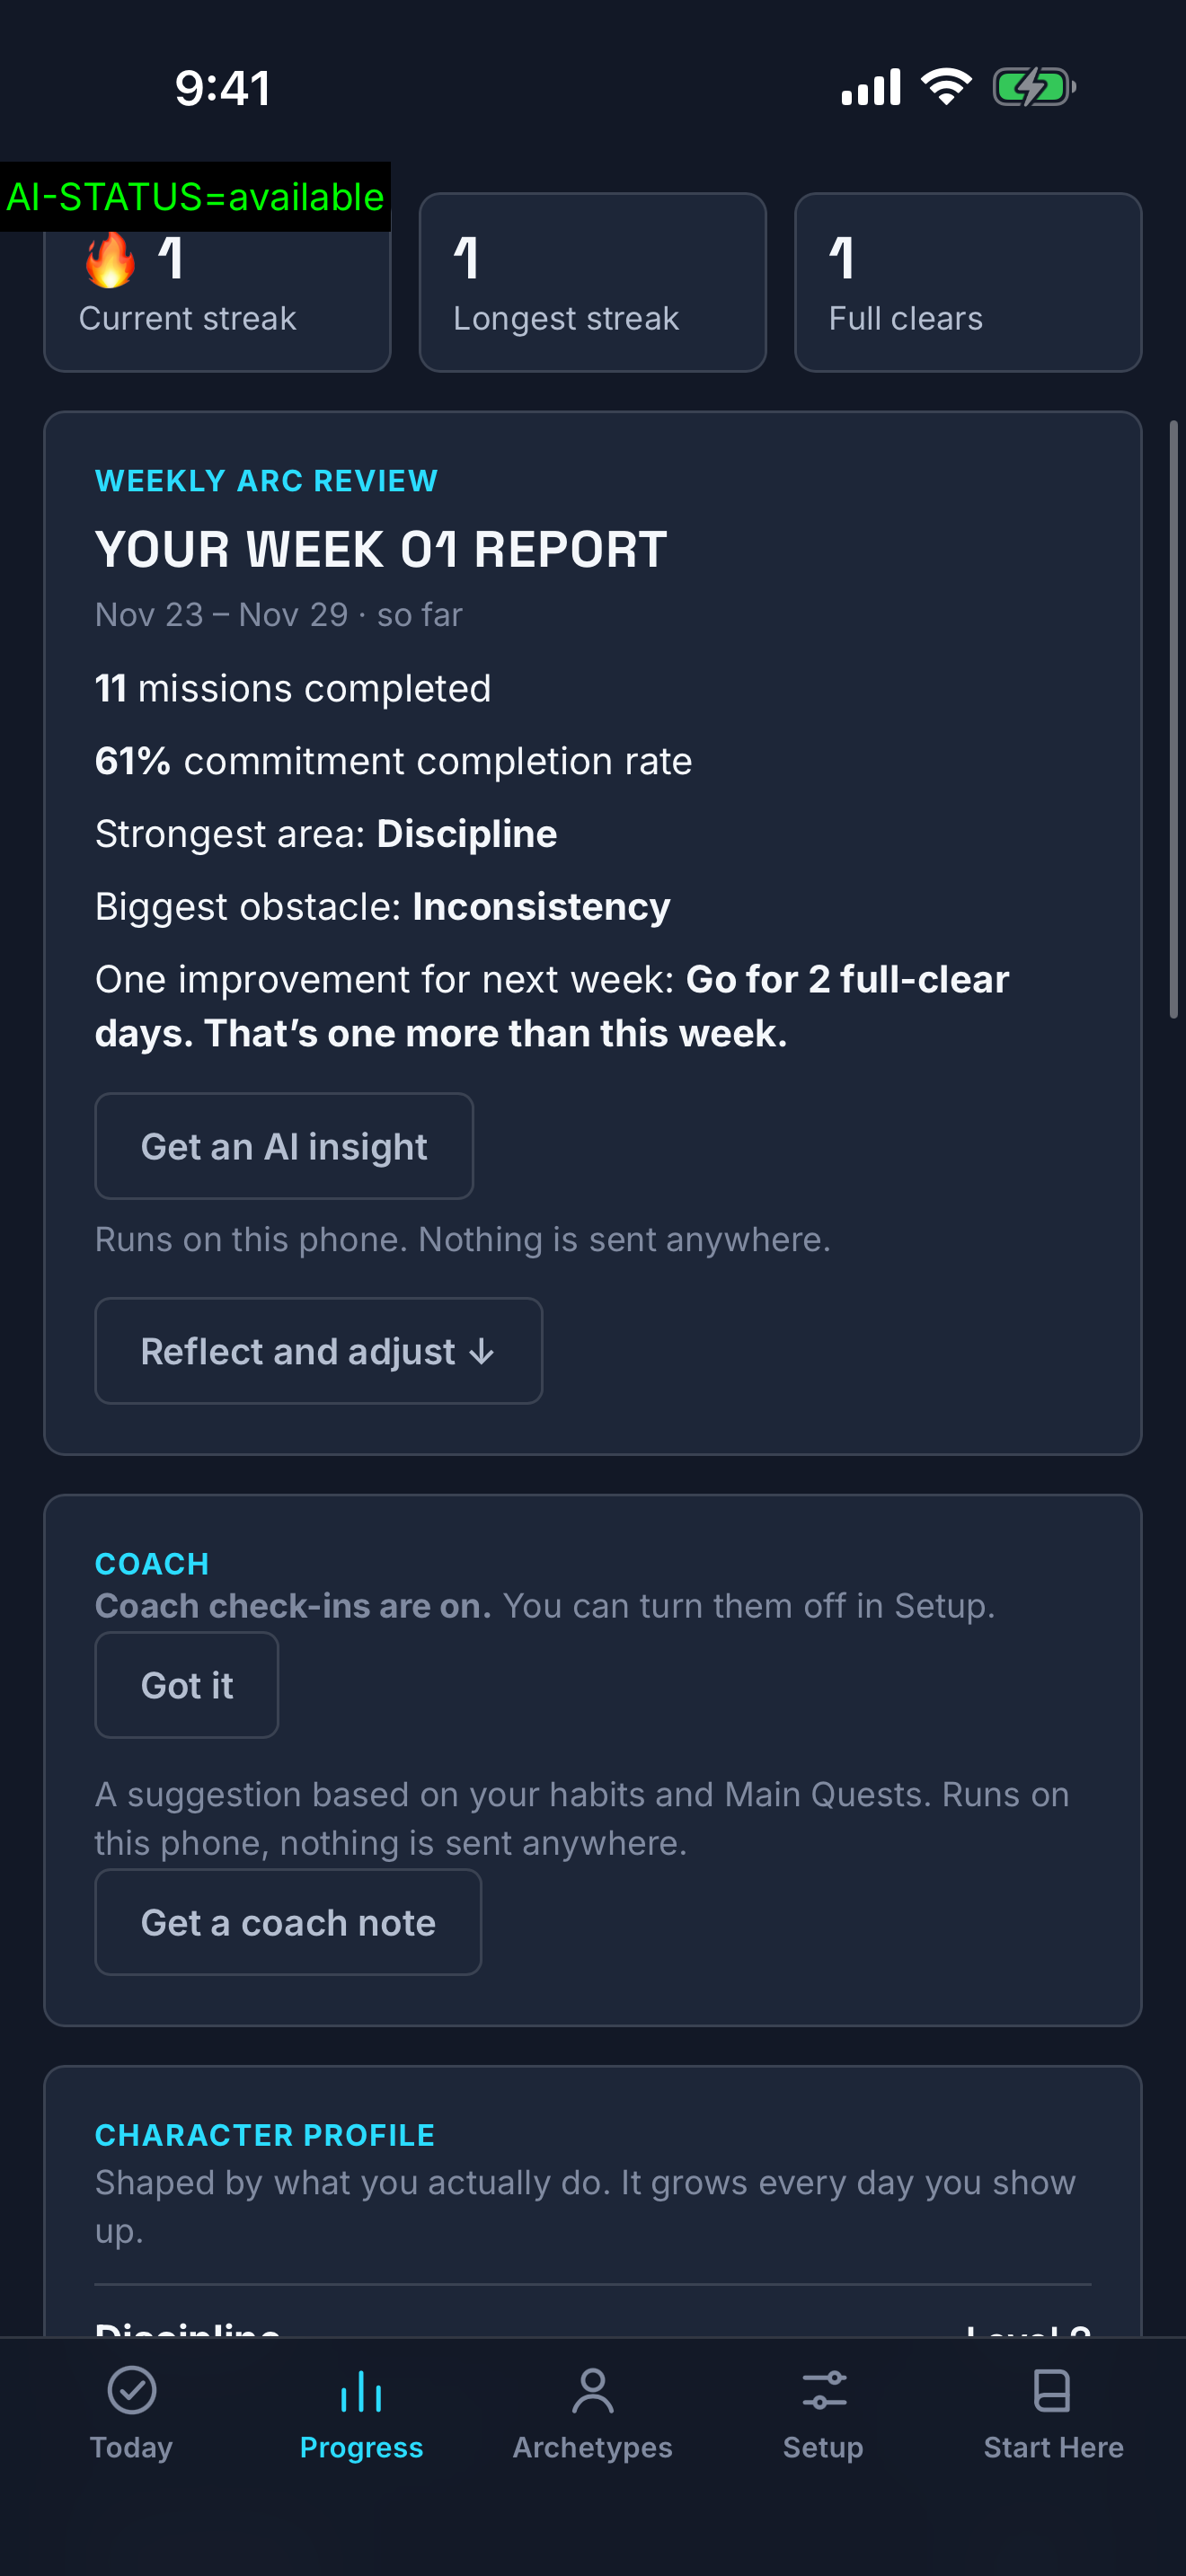 9:41
AI-STATUS=available
🔥 1
Current streak
1
Longest streak
1
Full clears
WEEKLY ARC REVIEW
YOUR WEEK 01 REPORT
Nov 23 – Nov 29 · so far
11 missions completed
61% commitment completion rate
Strongest area: Discipline
Biggest obstacle: Inconsistency
One improvement for next week: Go for 2 full-clear
days. That’s one more than this week.
Get an AI insight
Runs on this phone. Nothing is sent anywhere.
Reflect and adjust ↓
COACH
Coach check-ins are on. You can turn them off in Setup.
Got it
A suggestion based on your habits and Main Quests. Runs on
this phone, nothing is sent anywhere.
Get a coach note
CHARACTER PROFILE
Shaped by what you actually do. It grows every day you show
up.
Discipline
Today
Progress
Archetypes
Setup
Start Here